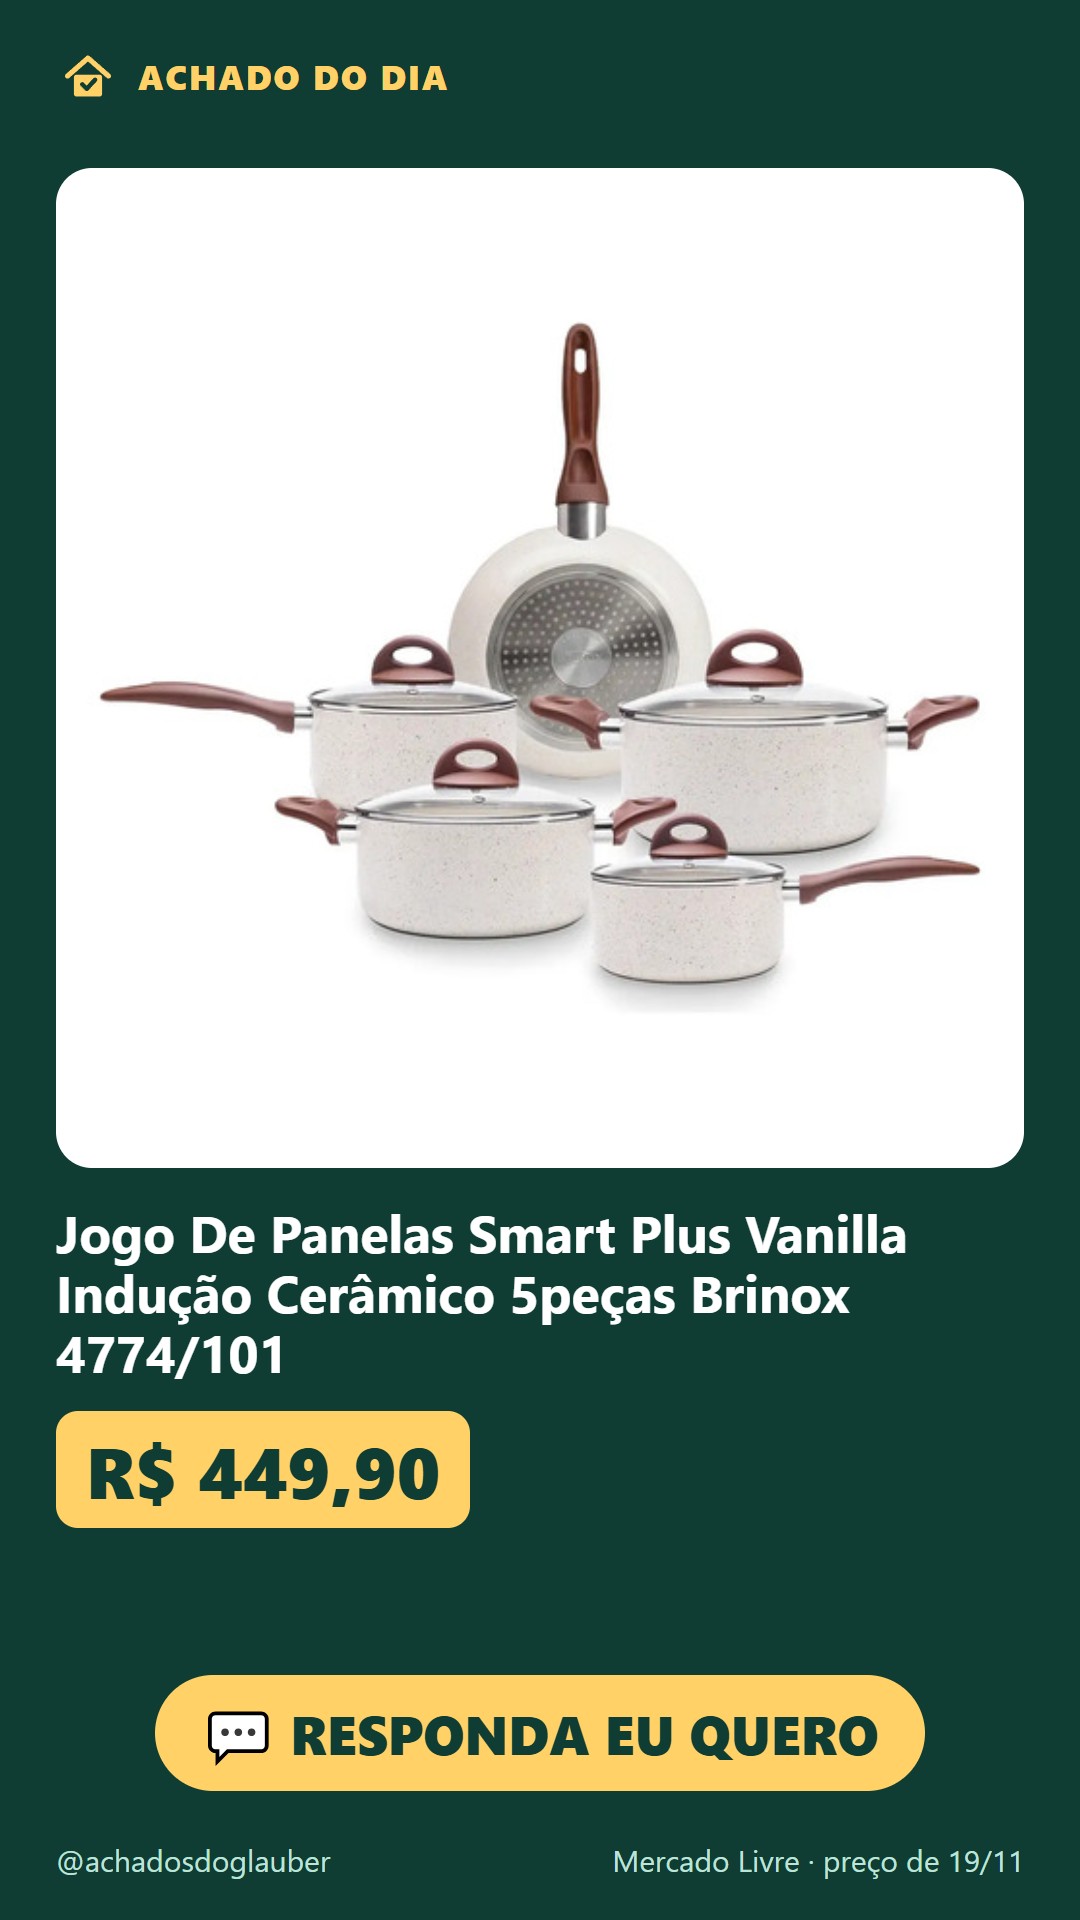 ACHADO DO DIA
Jogo De Panelas Smart Plus Vanilla
Indução Cerâmico 5peças Brinox
4774/101
R$ 449,90
RESPONDA EU QUERO
@achadosdoglauber
Mercado Livre · preço de 19/11